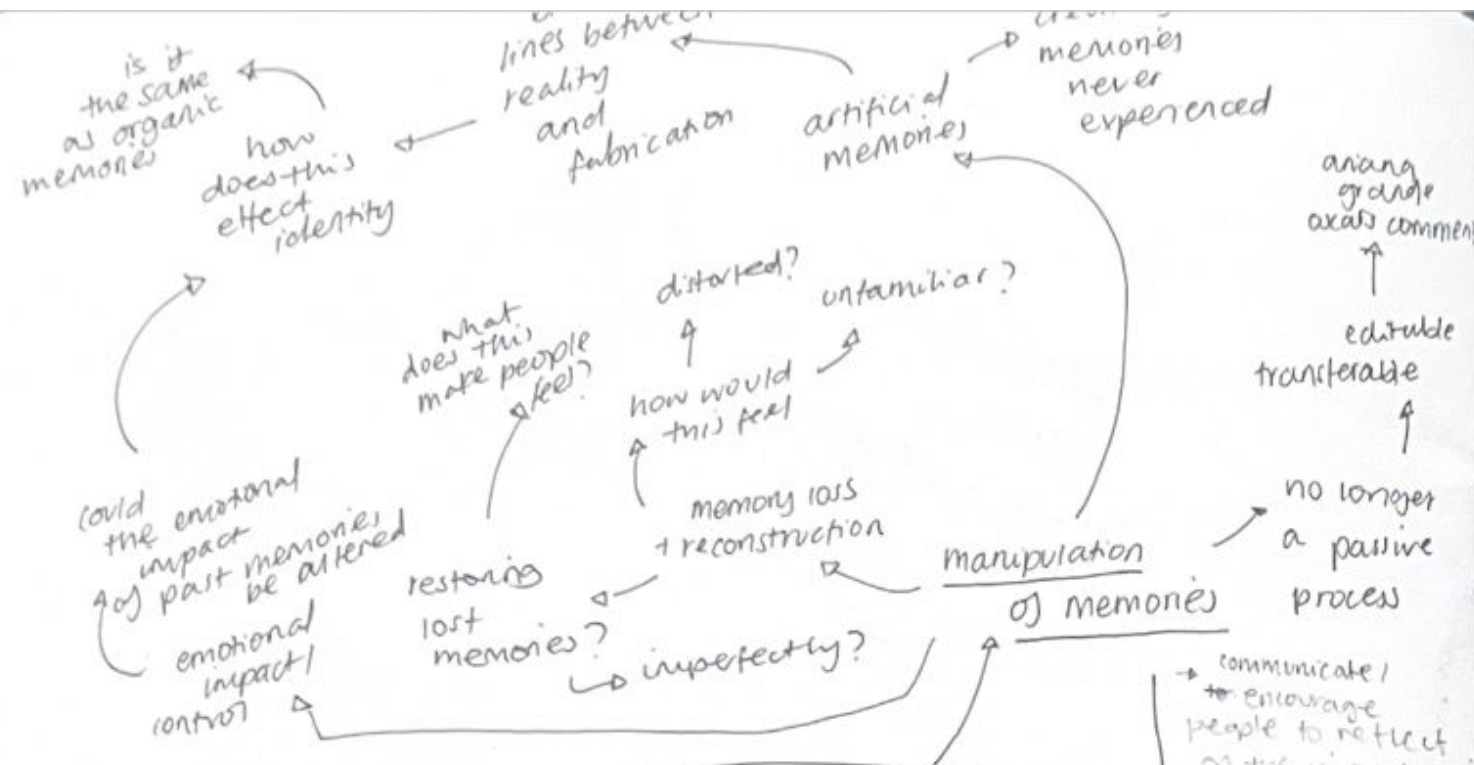 is it
the same
as organic
memories
how
does this
effect
identity
lines between
reality
and
fabrication
artificial
memories
memories
never
experienced
ariana
grande
comment
editable
transferable
no longer
a passive
process
distorted?
unfamiliar?
what
does this
make people
feel?
how would
this feel
memory loss
+ reconstruction
restoring
lost
memories?
imperfectly?
manipulation
of memories
could
the emotional
impact
of past memories
be altered
emotional
impact/
control
communicate/
encourage
people to reflect